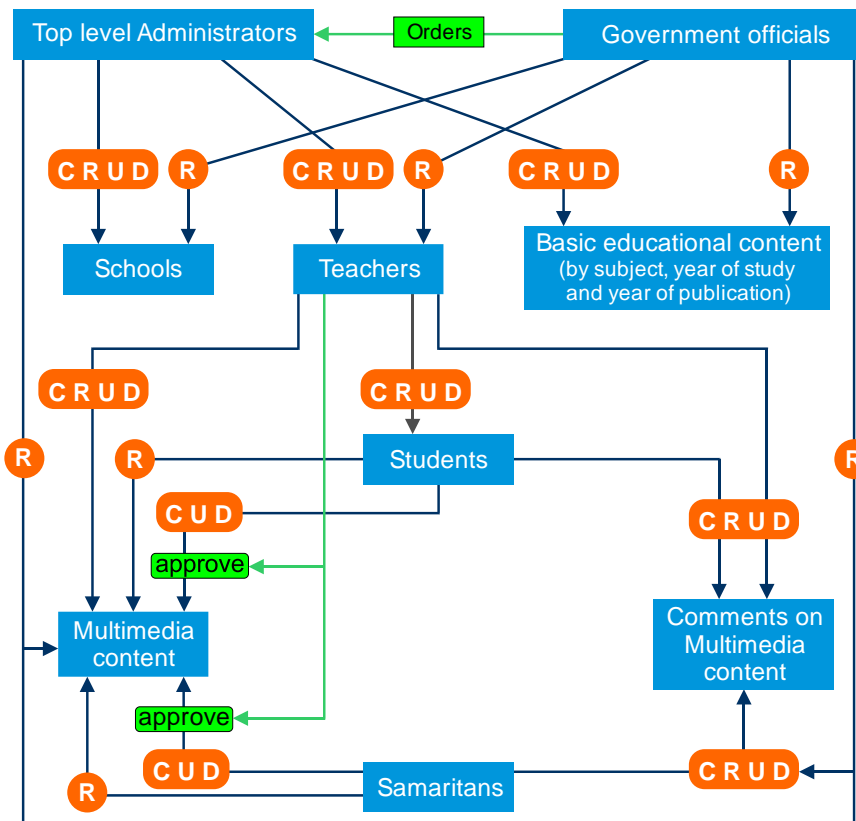 Top level Administrators
Orders
Government officials
C R U D
R
C R U D
R
C R U D
R
Schools
Teachers
Basic educational content
(by subject, year of study
and year of publication)
C R U D
C R U D
R
R
Students
R
C U D
C R U D
approve
Multimedia
content
Comments on
Multimedia
content
approve
C U D
C R U D
R
Samaritans